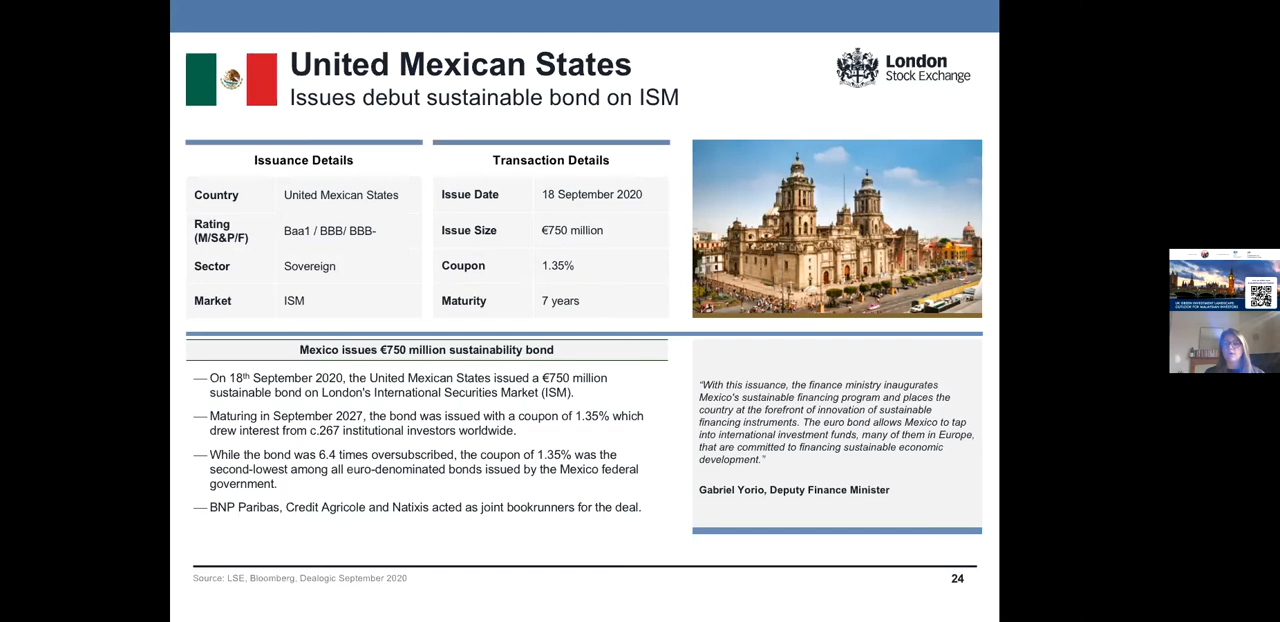 United Mexican States
Issues debut sustainable bond on ISM
London
Stock Exchange
Issuance Details
Country United Mexican States
Rating
(M/S&P/F) Baa1 / BBB/ BBB-
Sector Sovereign
Market ISM
Transaction Details
Issue Date 18 September 2020
Issue Size €750 million
Coupon 1.35%
Maturity 7 years
Mexico issues €750 million sustainability bond
— On 18th September 2020, the United Mexican States issued a €750 million
sustainable bond on London's International Securities Market (ISM).
— Maturing in September 2027, the bond was issued with a coupon of 1.35% which
drew interest from c.267 institutional investors worldwide.
— While the bond was 6.4 times oversubscribed, the coupon of 1.35% was the
second-lowest among all euro-denominated bonds issued by the Mexico federal
government.
— BNP Paribas, Credit Agricole and Natixis acted as joint bookrunners for the deal.
"With this issuance, the finance ministry inaugurates
Mexico's sustainable financing program and places the
country at the forefront of innovation of sustainable
financing instruments. The euro bond allows Mexico to tap
into international investment funds, many of them in Europe,
that are committed to financing sustainable economic
development."
Gabriel Yorio, Deputy Finance Minister
Source: LSE, Bloomberg, Dealogic September 2020
24
UK GREEN INVESTMENT LANDSCAPE
OUTLOOK FOR MALAYSIAN INVESTORS